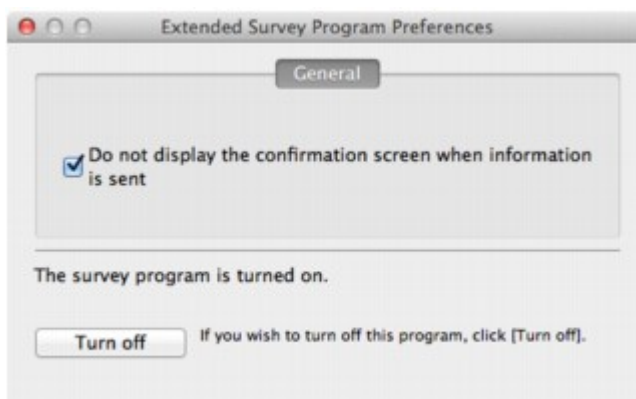 Extended Survey Program Preferences
General
Do not display the confirmation screen when information
is sent
The survey program is turned on.
Turn off
If you wish to turn off this program, click [Turn off].